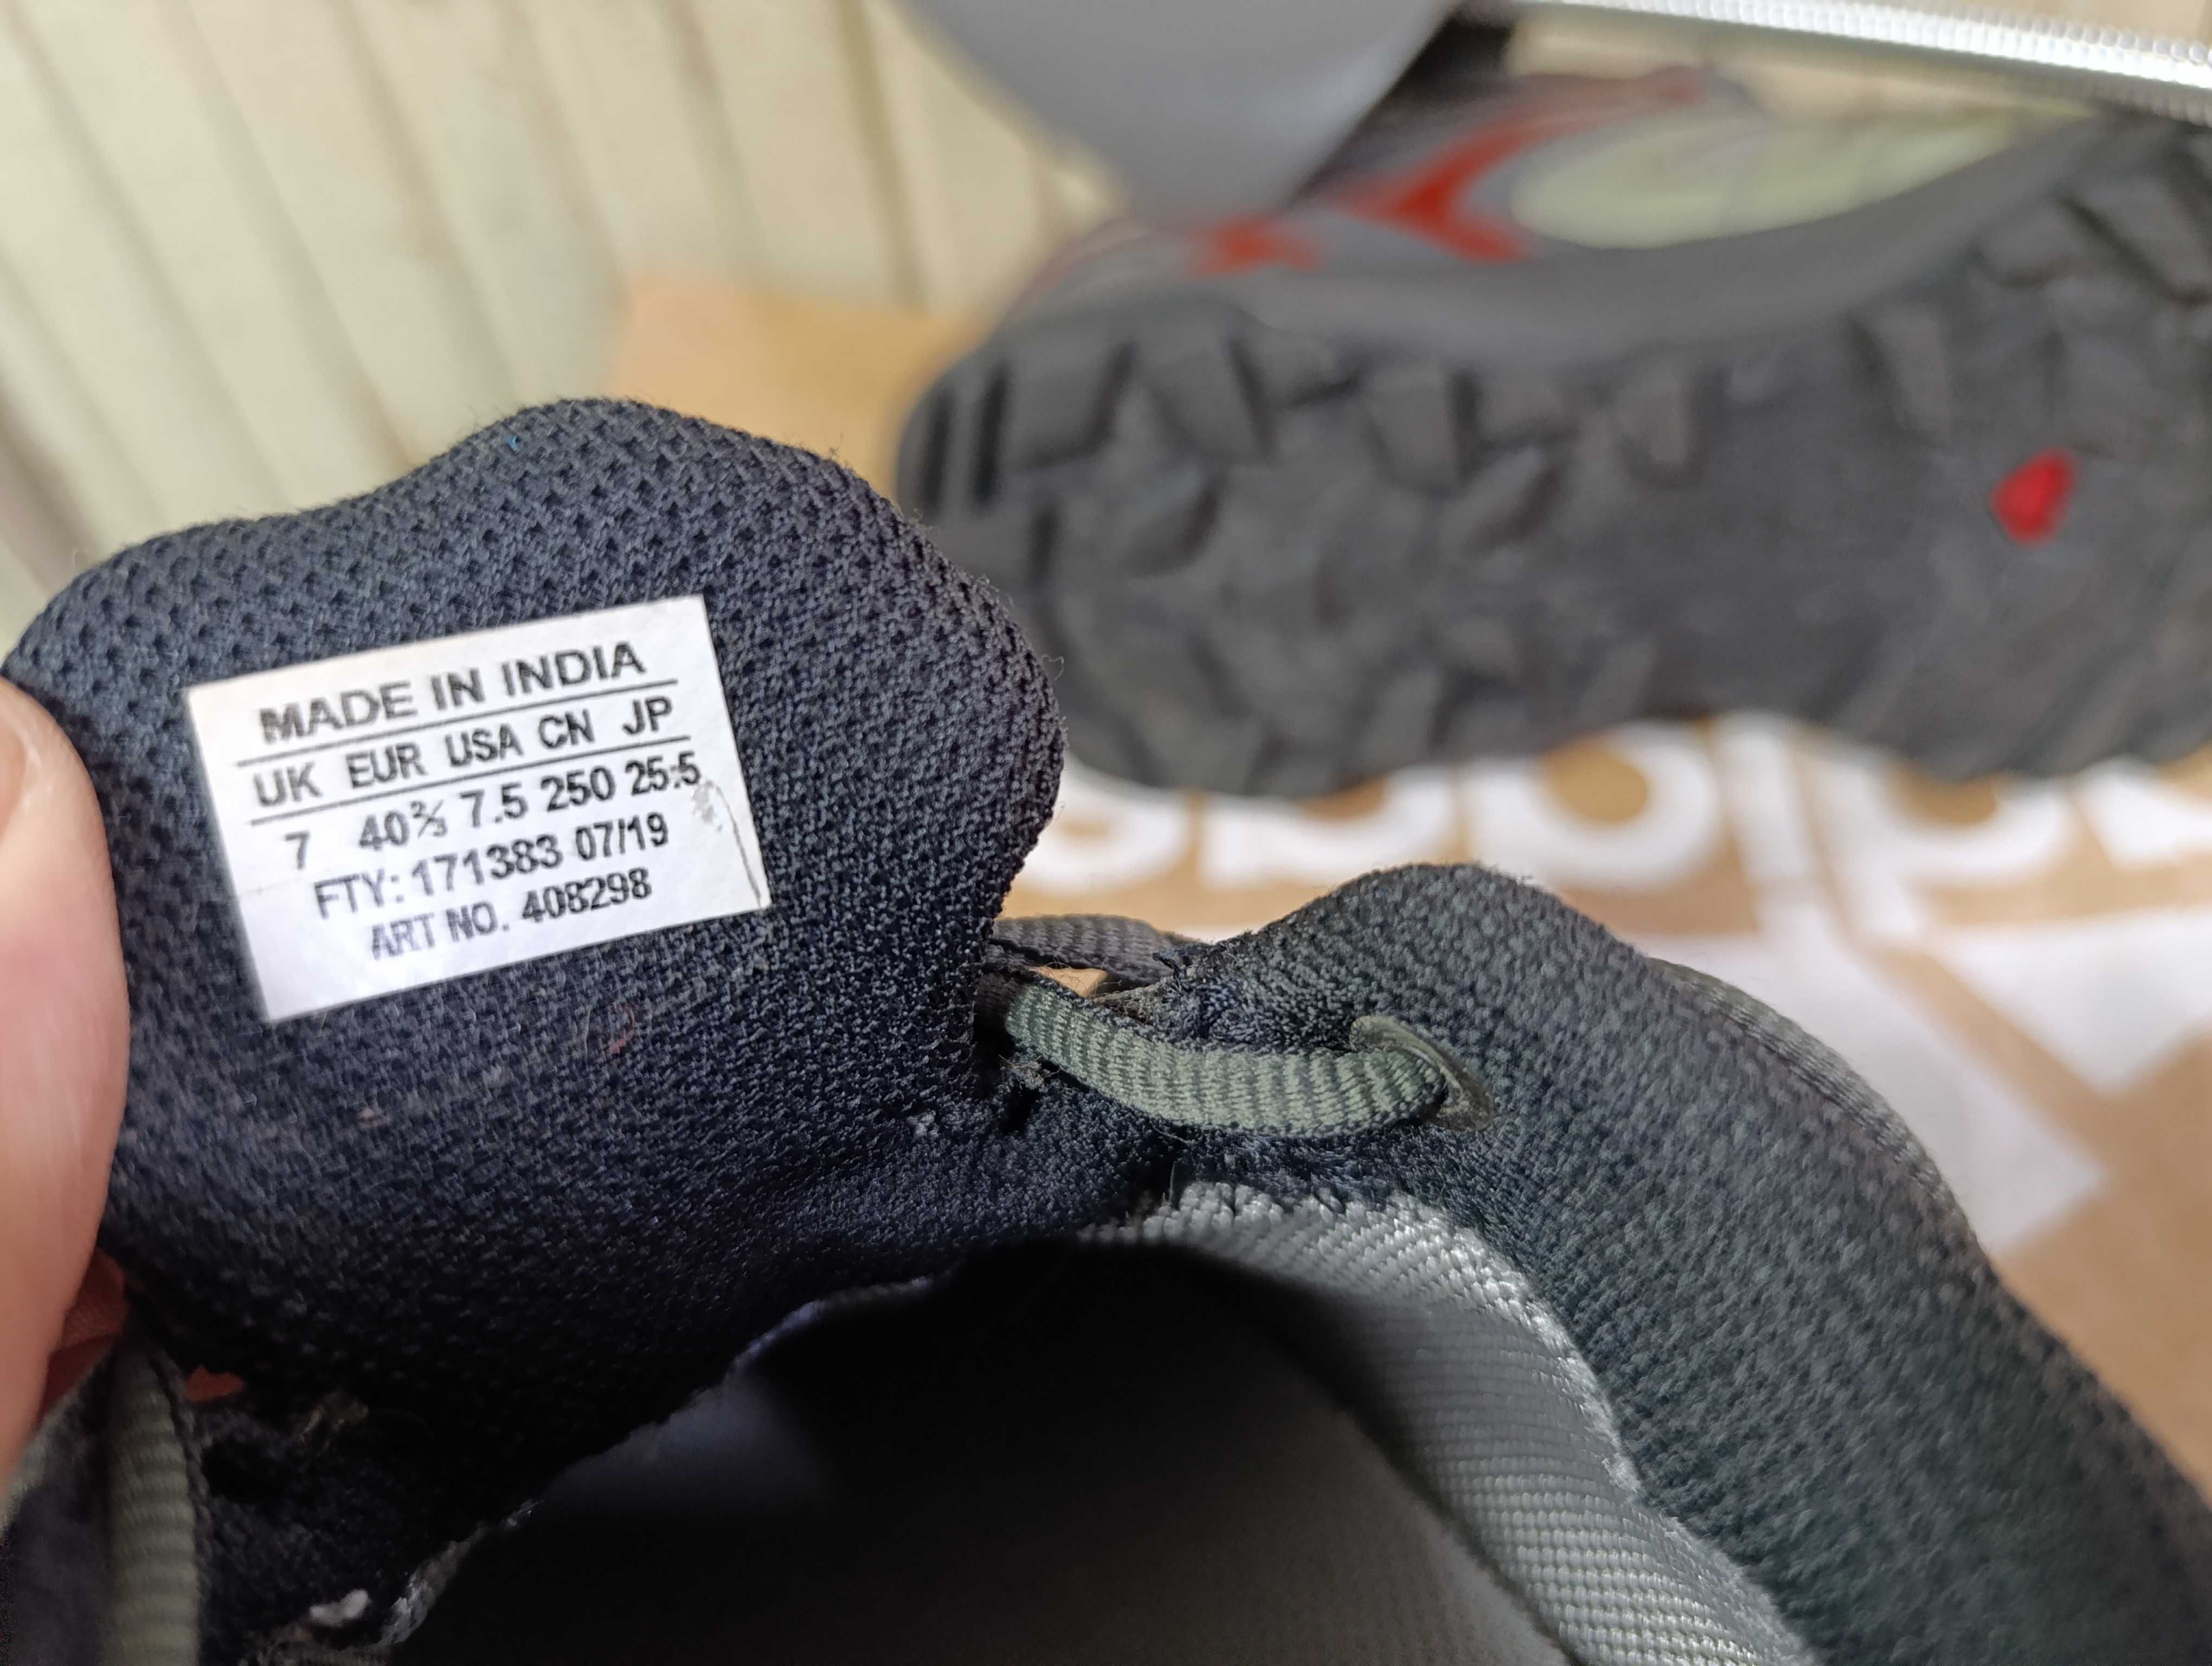 MADE IN INDIA
UK EUR USA CN JP
7 40⅔ 7.5 250 25.5
FTY: 171383 07/19
ART NO. 408298